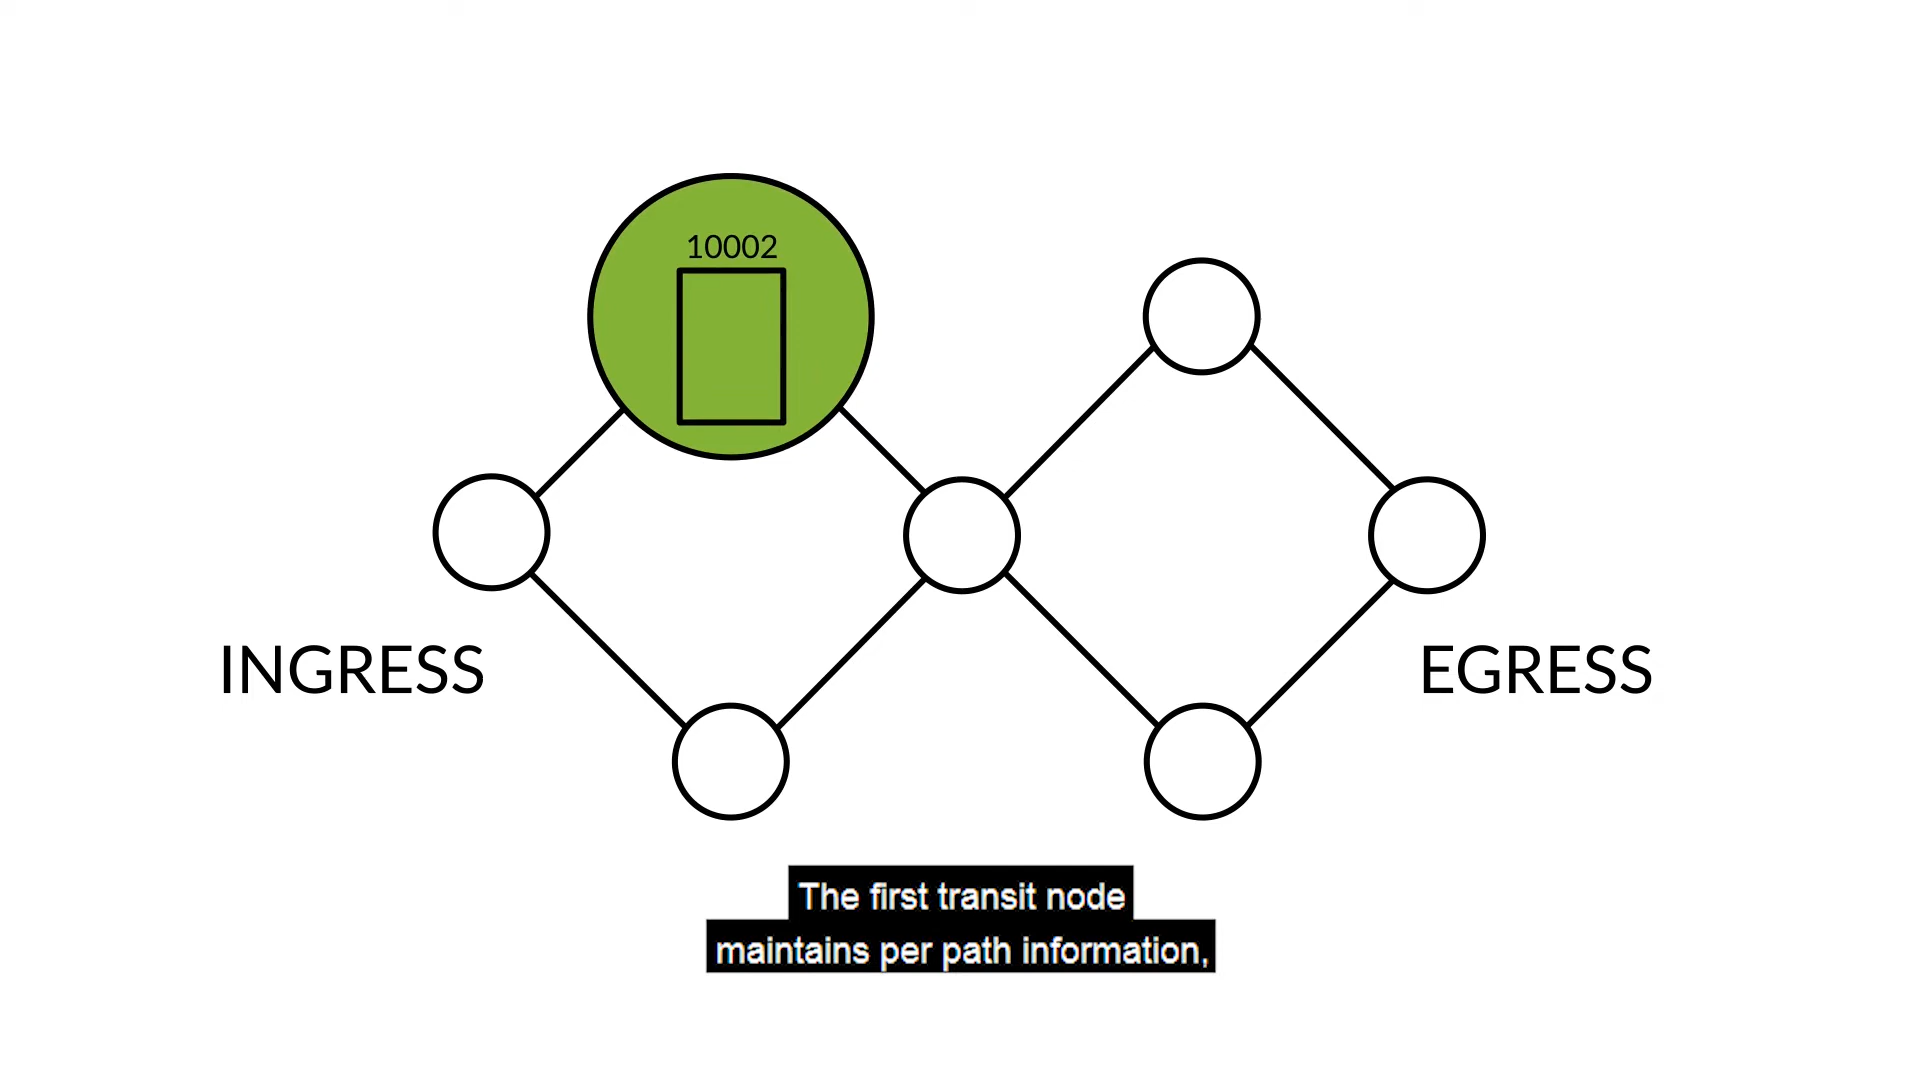 10002
INGRESS
EGRESS
The first transit node
maintains per path information,